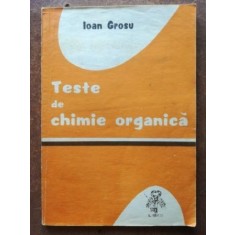 Ioan Grosu
Teste
de
chimie organică